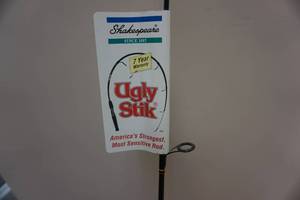 Shakespeare
SINCE 1897
7 Year
Warranty
Ugly
Stik®
America's Strongest,
Most Sensitive Rod.